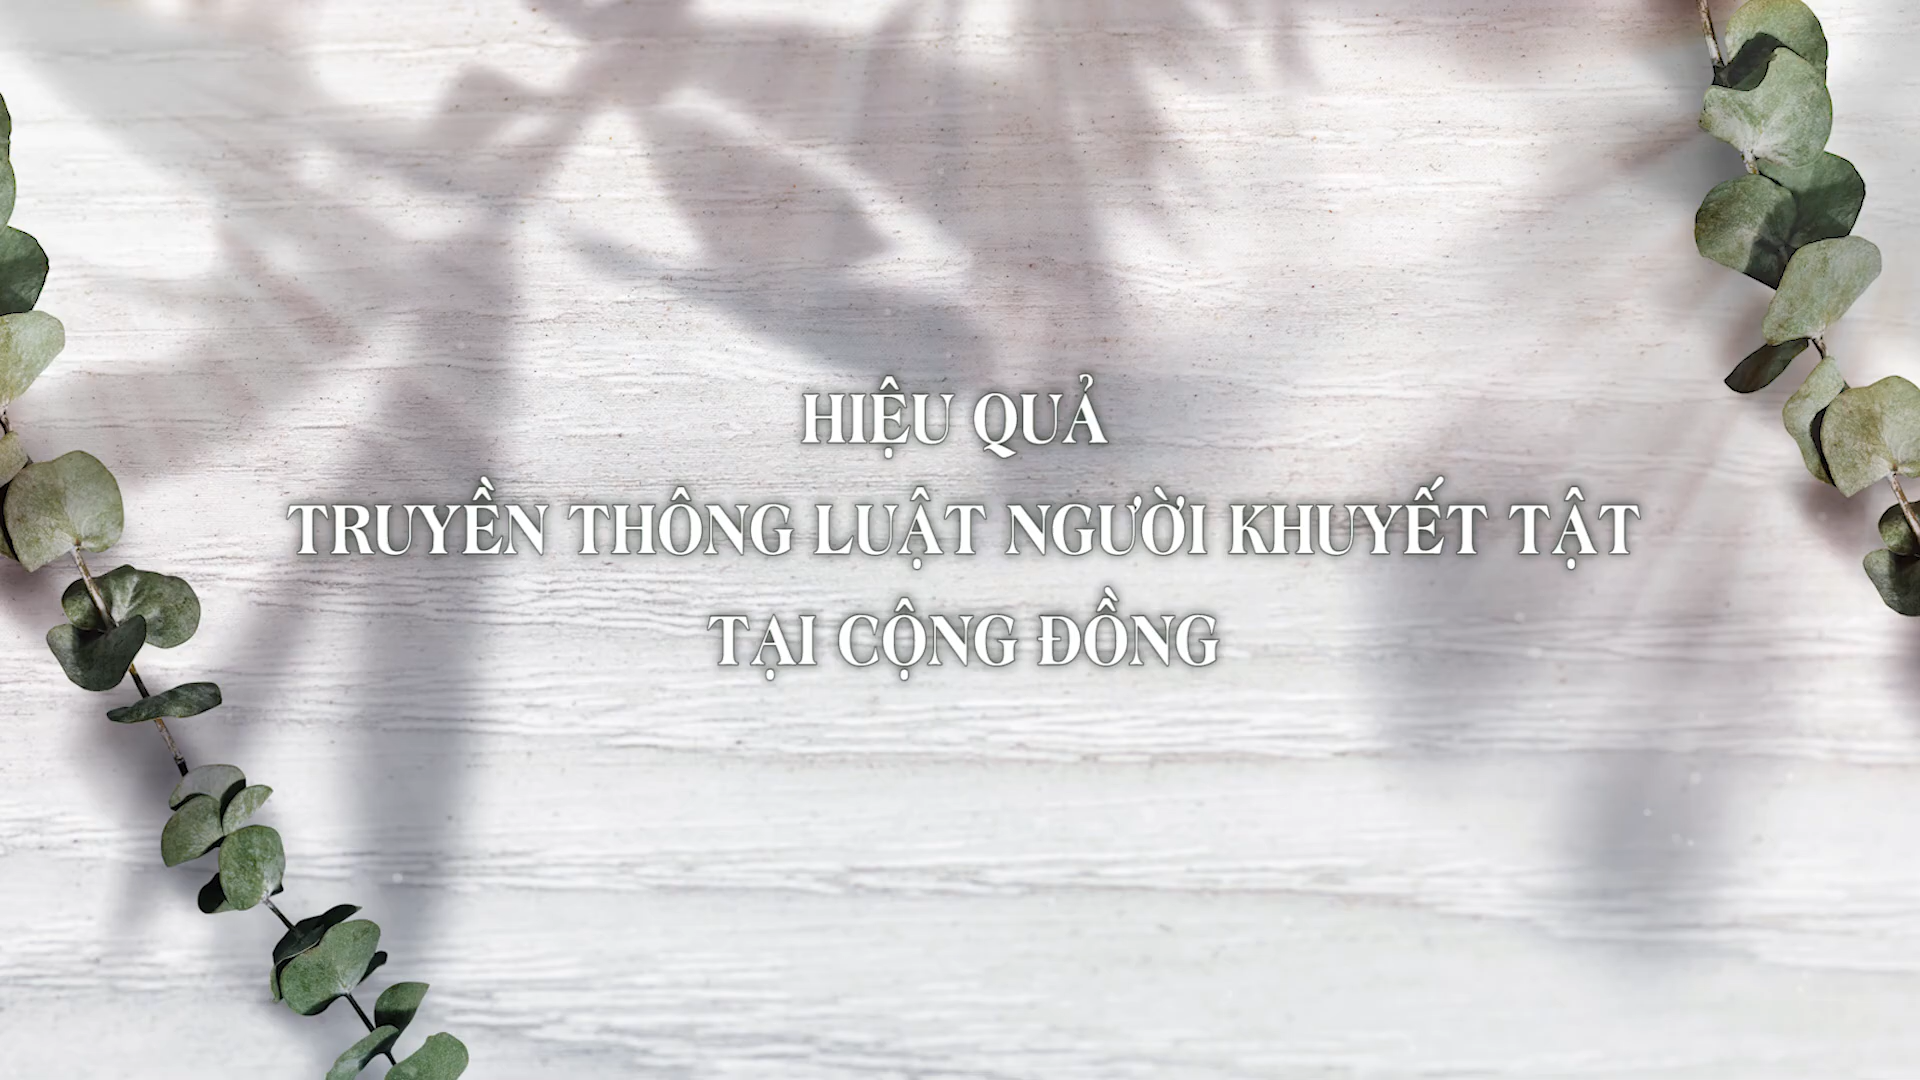 HIỆU QUẢ
TRUYỀN THÔNG LUẬT NGƯỜI KHUYẾT TẬT
TẠI CỘNG ĐỒNG